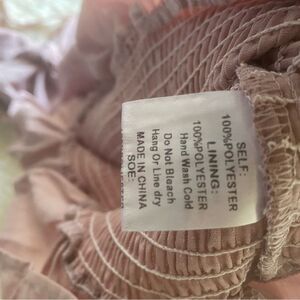 SELF:
100%POLYESTER
LINING:
100%POLYESTER
Hand Wash Cold
Do Not Bleach
Hang Or Line dry
MADE IN CHINA
SOE: